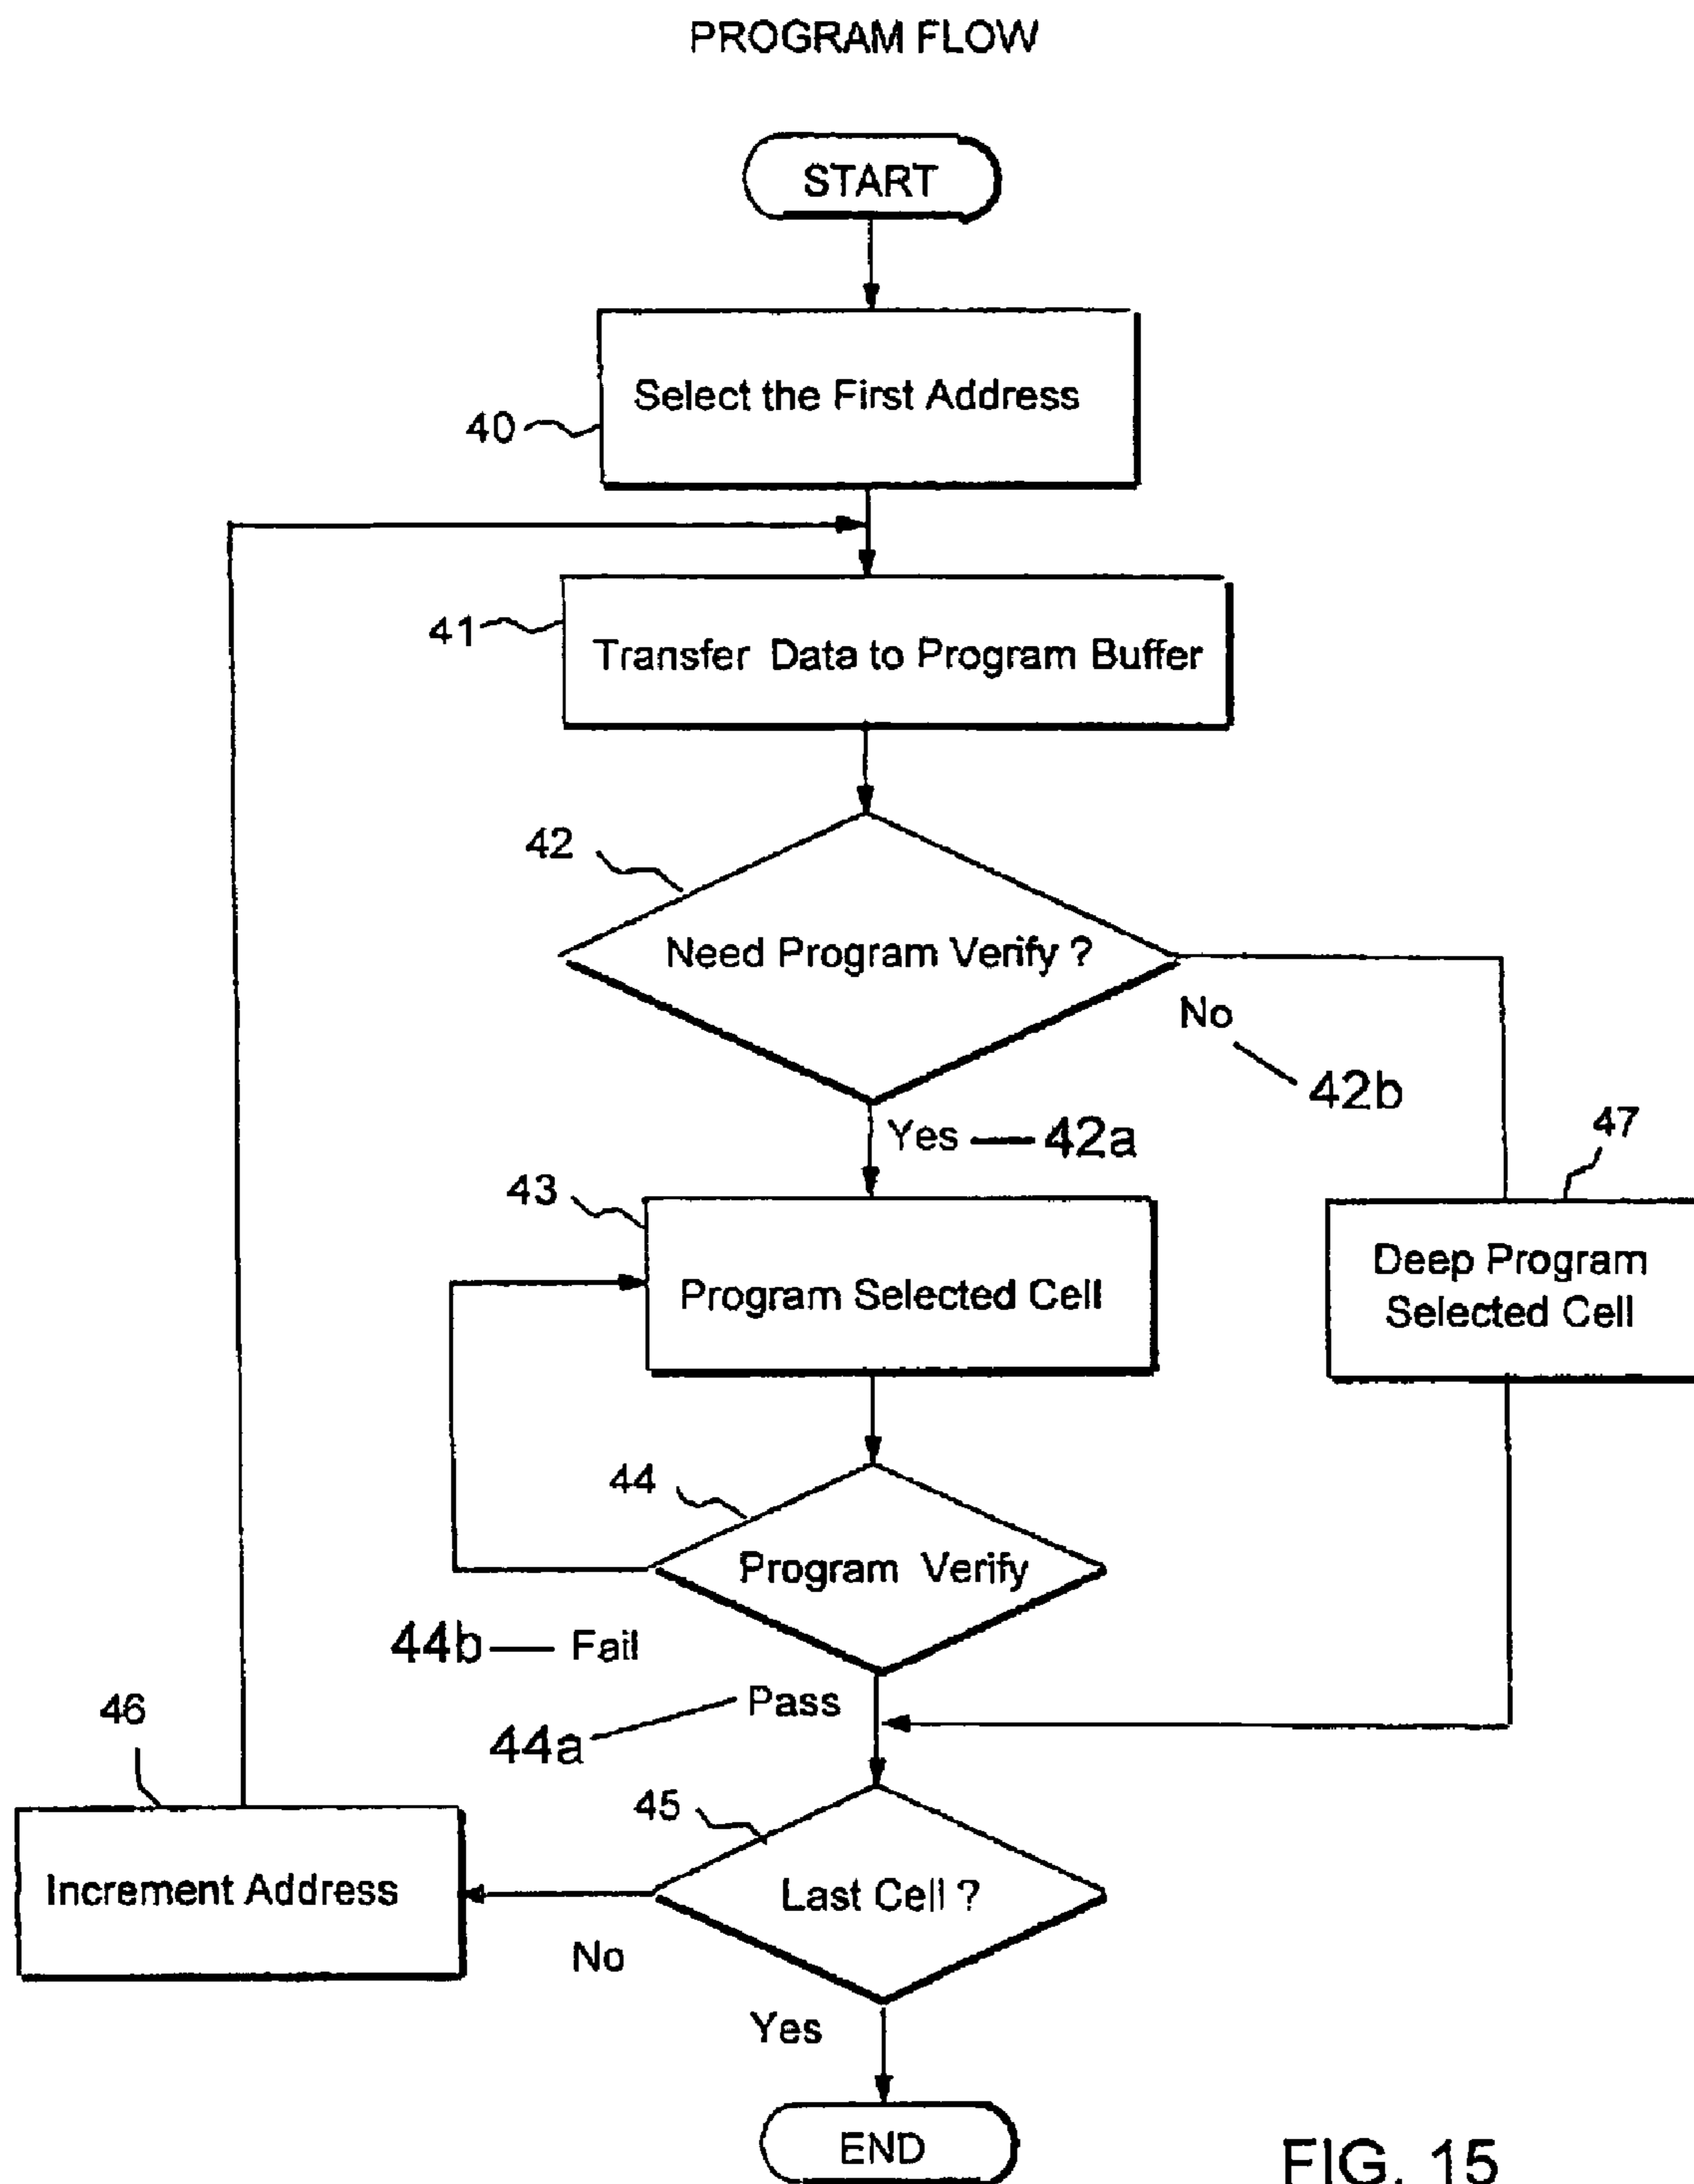 PROGRAM FLOW
START
Select the First Address
40
41
Transfer Data to Program Buffer
42
Need Program Verify ?
No
42b
Yes
42a
47
43
Program Selected Cell
Deep Program
Selected Cell
44
Program Verify
44b
Fail
Pass
44a
46
45
Increment Address
Last Cell ?
No
Yes
END
FIG. 15